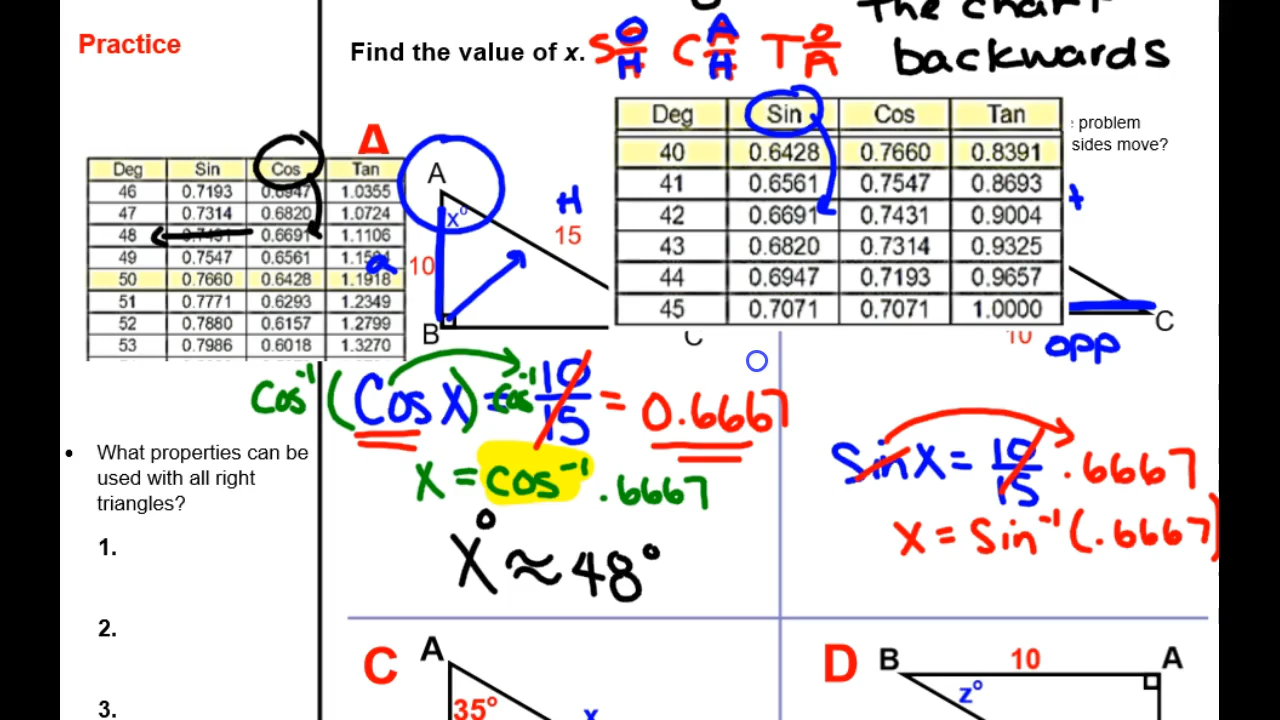 the chart
backwards
Practice
Find the value of x.
S O/H C A/H T O/A
problem
sides move?
Deg Sin Cos Tan
40 0.6428 0.7660 0.8391
41 0.6561 0.7547 0.8693
42 0.6691 0.7431 0.9004
43 0.6820 0.7314 0.9325
44 0.6947 0.7193 0.9657
45 0.7071 0.7071 1.0000
Deg Sin Cos Tan
46 0.7193 0.6947 1.0355
47 0.7314 0.6820 1.0724
48 0.7431 0.6691 1.1106
49 0.7547 0.6561
50 0.7660 0.6428 1.1918
51 0.7771 0.6293 1.2349
52 0.7880 0.6157 1.2799
53 0.7986 0.6018 1.3270
A
A
x°
H
15
a
10
B
C
10
opp
C
cos⁻¹(Cos x) = cos⁻¹ 10/15 = 0.6667
x = cos⁻¹ .6667
x° ≈ 48°
Sin x = 10/15 .6667
x = Sin⁻¹(.6667)
• What properties can be
used with all right
triangles?
1.
2.
3.
C
A
35°
x
D
B
10
A
z°